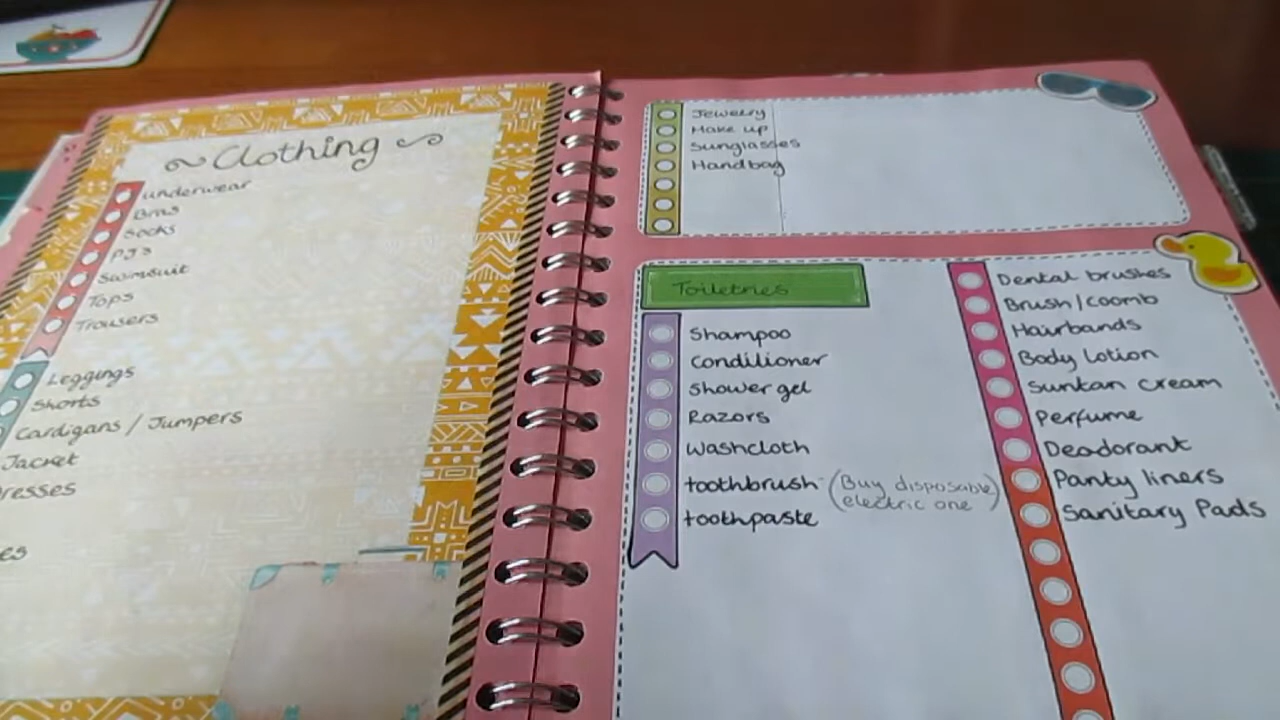 Clothing
underwear
Bras
Socks
PJ's
Swimsuit
Tops
Trousers
Leggings
Shorts
Cardigans / Jumpers
Jacket
Jewelry
Make up
Sunglasses
Handbag
Toiletries
Shampoo
Conditioner
Shower gel
Razors
Washcloth
toothbrush (Buy disposable
electric one)
toothpaste
Dental brushes
Brush/Coomb
Hairbands
Body Lotion
Suntan cream
Perfume
Deodorant
Panty liners
Sanitary Pads